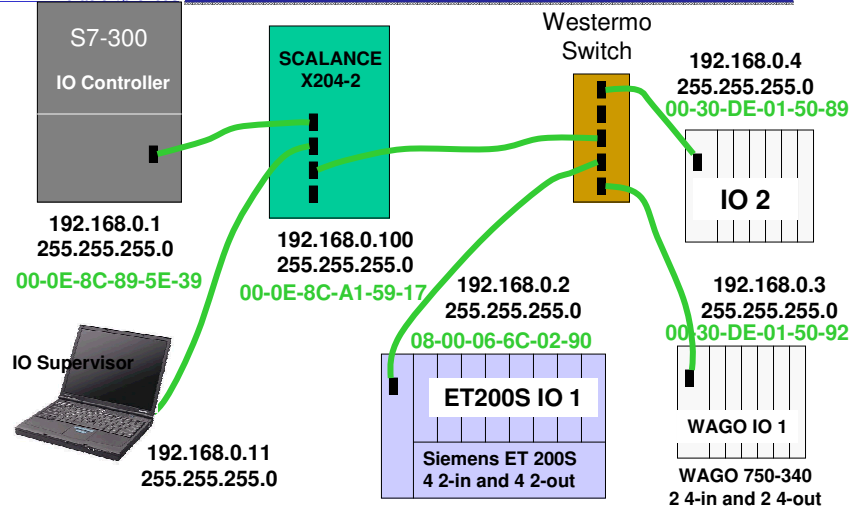 S7-300
IO Controller
192.168.0.1
255.255.255.0
00-0E-8C-89-5E-39
SCALANCE
X204-2
192.168.0.100
255.255.255.0
00-0E-8C-A1-59-17
Westermo
Switch
192.168.0.4
255.255.255.0
00-30-DE-01-50-89
IO 2
IO Supervisor
192.168.0.11
255.255.255.0
192.168.0.2
255.255.255.0
08-00-06-6C-02-90
ET200S IO 1
Siemens ET 200S
4 2-in and 4 2-out
192.168.0.3
255.255.255.0
00-30-DE-01-50-92
WAGO IO 1
WAGO 750-340
2 4-in and 2 4-out